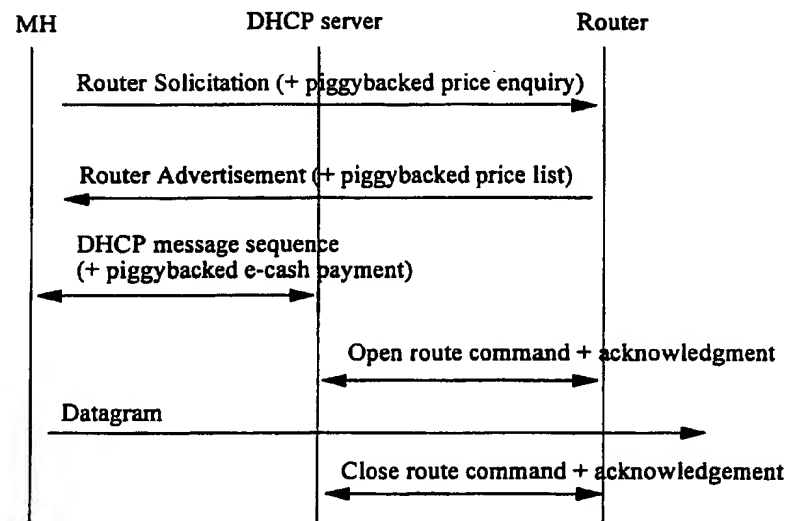 MH
DHCP server
Router
Router Solicitation (+ piggybacked price enquiry)
Router Advertisement (+ piggybacked price list)
DHCP message sequence
(+ piggybacked e-cash payment)
Open route command + acknowledgment
Datagram
Close route command + acknowledgement